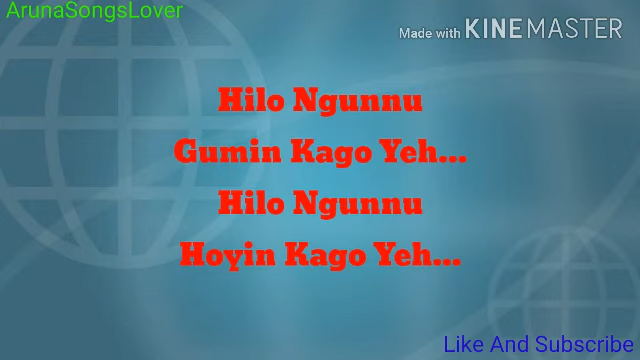 ArunaSongsLover
Made with KINEMASTER
Hilo Ngunnu
Gumin Kago Yeh...
Hilo Ngunnu
Hoyin Kago Yeh...
Like And Subscribe